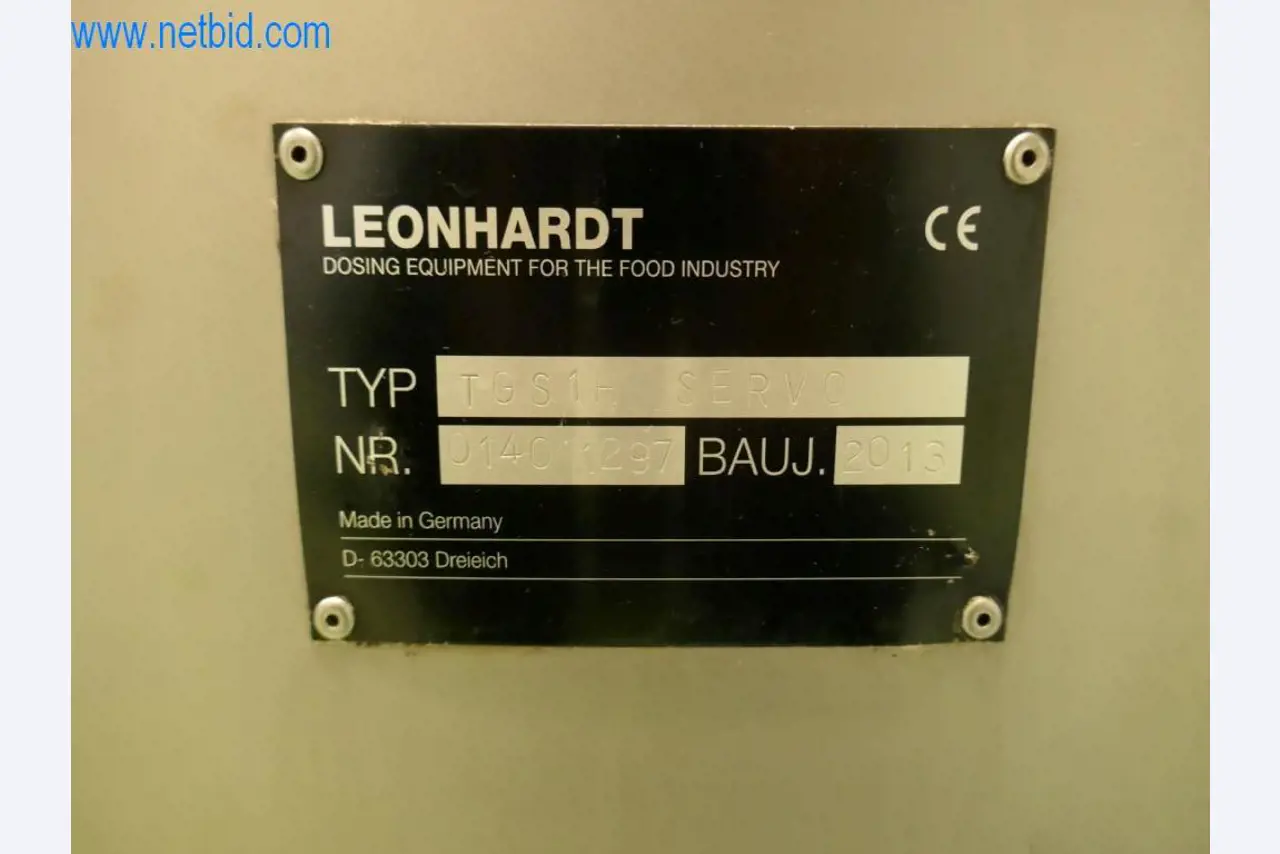 www.netbid.com
LEONHARDT CE
DOSING EQUIPMENT FOR THE FOOD INDUSTRY
TYP TGS1H SERVO
NR. BAUJ. 2013
Made in Germany
D- 63303 Dreieich